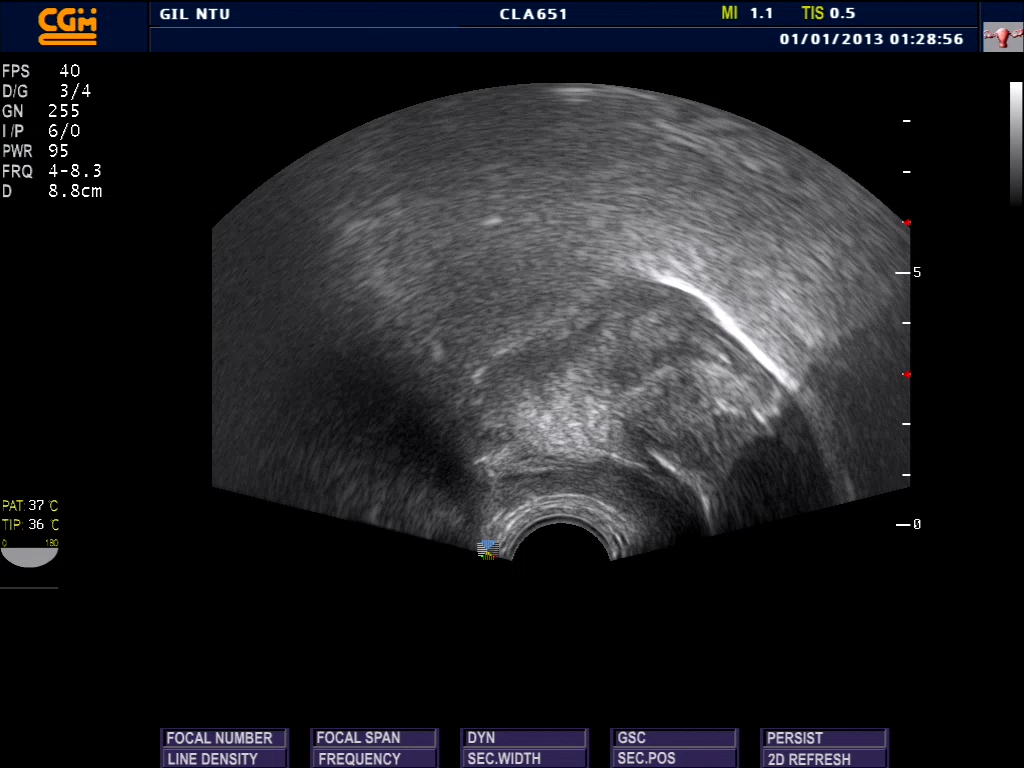 CGM
GIL NTU CLA651 MI 1.1 TIS 0.5
01/01/2013 01:28:56
FPS 40
D/G 3/4
GN 255
I/P 6/0
PWR 95
FRQ 4-8.3
D 8.8cm
5
PAT: 37 °C
TIP: 36 °C
0 180
0
FOCAL NUMBER FOCAL SPAN DYN GSC PERSIST
LINE DENSITY FREQUENCY SEC.WIDTH SEC.POS 2D REFRESH